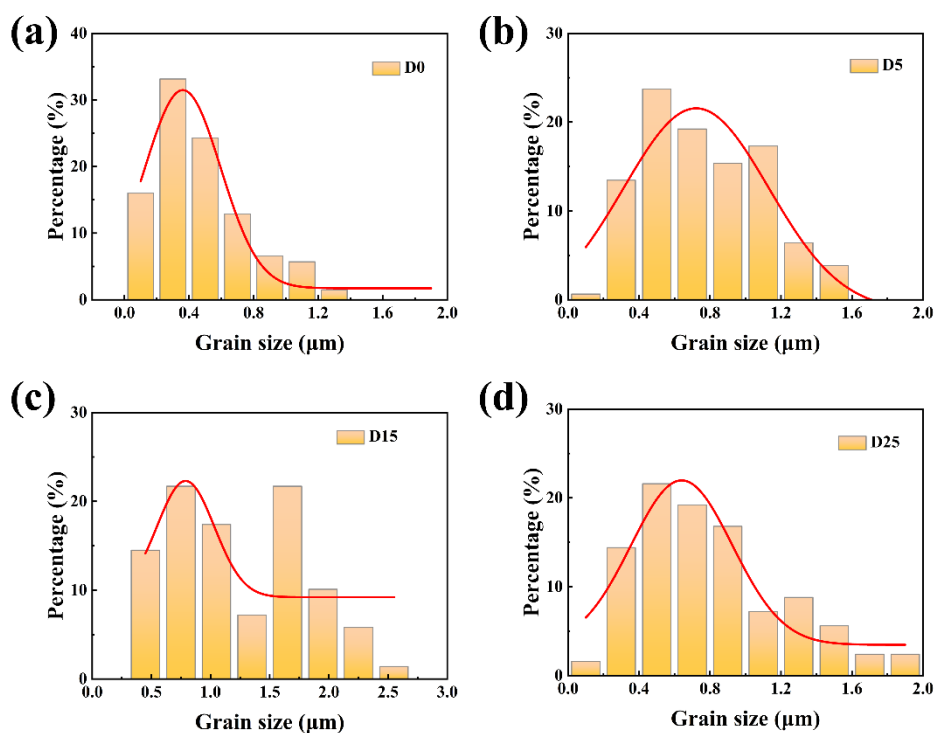 (a)
D0
Percentage (%)
40
30
20
10
0
0.0 0.4 0.8 1.2 1.6 2.0
Grain size (μm)
(b)
D5
Percentage (%)
30
20
10
0
0.0 0.4 0.8 1.2 1.6 2.0
Grain size (μm)
(c)
D15
Percentage (%)
30
20
10
0
0.0 0.5 1.0 1.5 2.0 2.5 3.0
Grain size (μm)
(d)
D25
Percentage (%)
30
20
10
0
0.0 0.4 0.8 1.2 1.6 2.0
Grain size (μm)